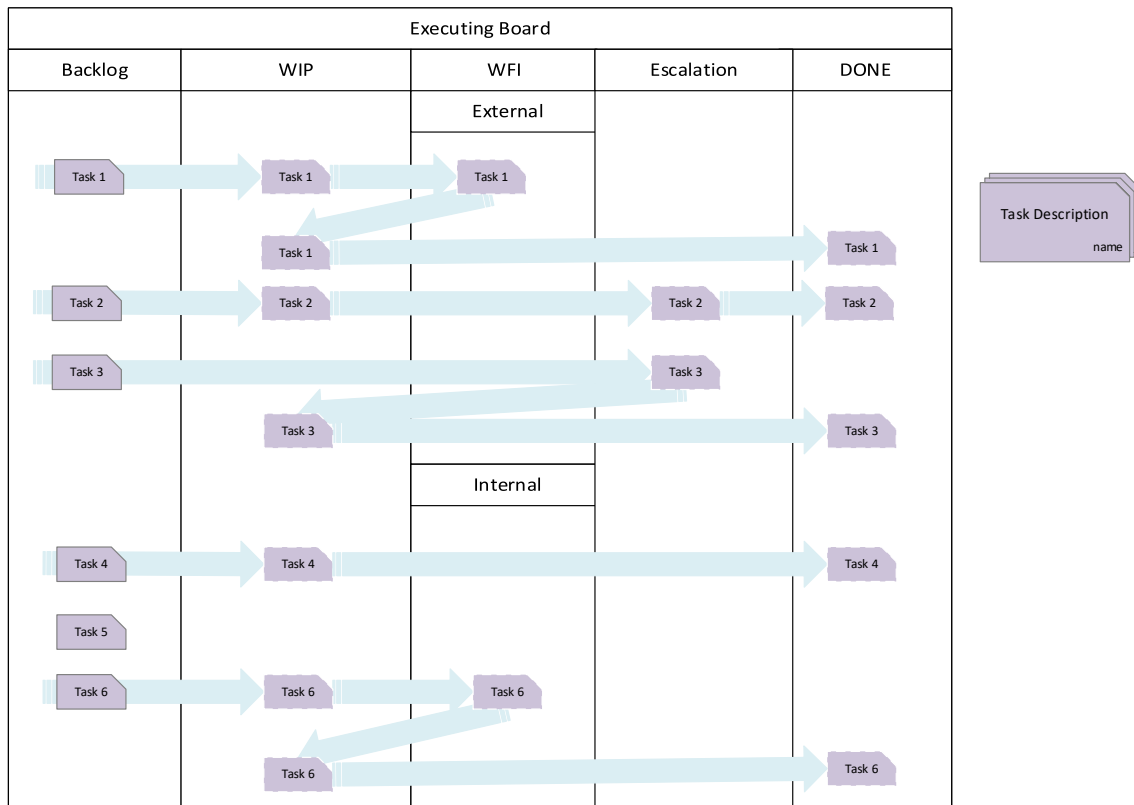 Executing Board
Backlog WIP WFI Escalation DONE
External
Task 1 Task 1 Task 1
Task 1 Task 1
Task 2 Task 2 Task 2 Task 2
Task 3 Task 3
Task 3 Task 3
Internal
Task 4 Task 4 Task 4
Task 5
Task 6 Task 6 Task 6
Task 6 Task 6
Task Description
name